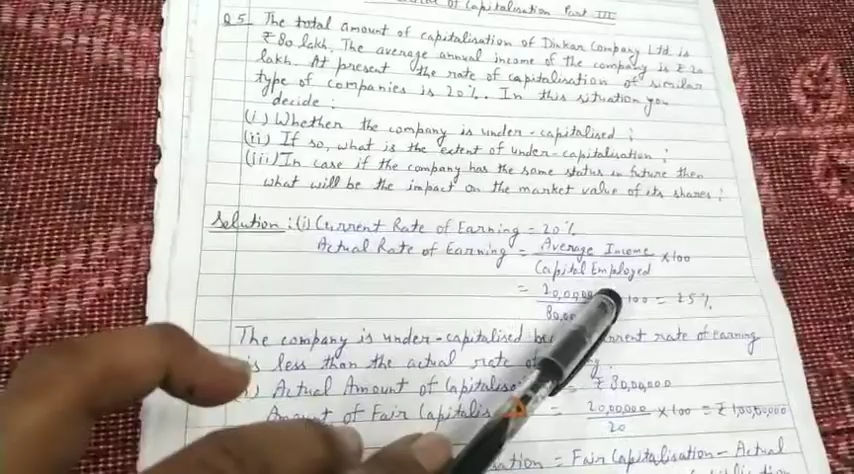 of Capitalisation Part III
Q5. The total amount of capitalisation of Dinkar Company Ltd. is
₹80 lakh. The average annual income of the company is ₹20
lakh. At present the rate of capitalisation of similar
type of companies is 20%. In this situation you
decide :
(i) Whether the company is under-capitalised ;
(ii) If so, what is the extent of under-capitalisation ;
(iii) In case if the company has the same status in future then
what will be the impact on the market value of its shares ;
Solution : (i) Current Rate of Earning = 20%
Actual Rate of Earning = Average Income × 100
Capital Employed
= 20,00,000 100 = 25%
80,00
The company is under-capitalised rate of earning
is less than the actual rate of
Actual Amount of Capitalisa = ₹80,00,000
Amount of Fair Capitalis = 20,00,000 × 100 = ₹1,00,00,000
20
= Fair Capitalisation - Actual